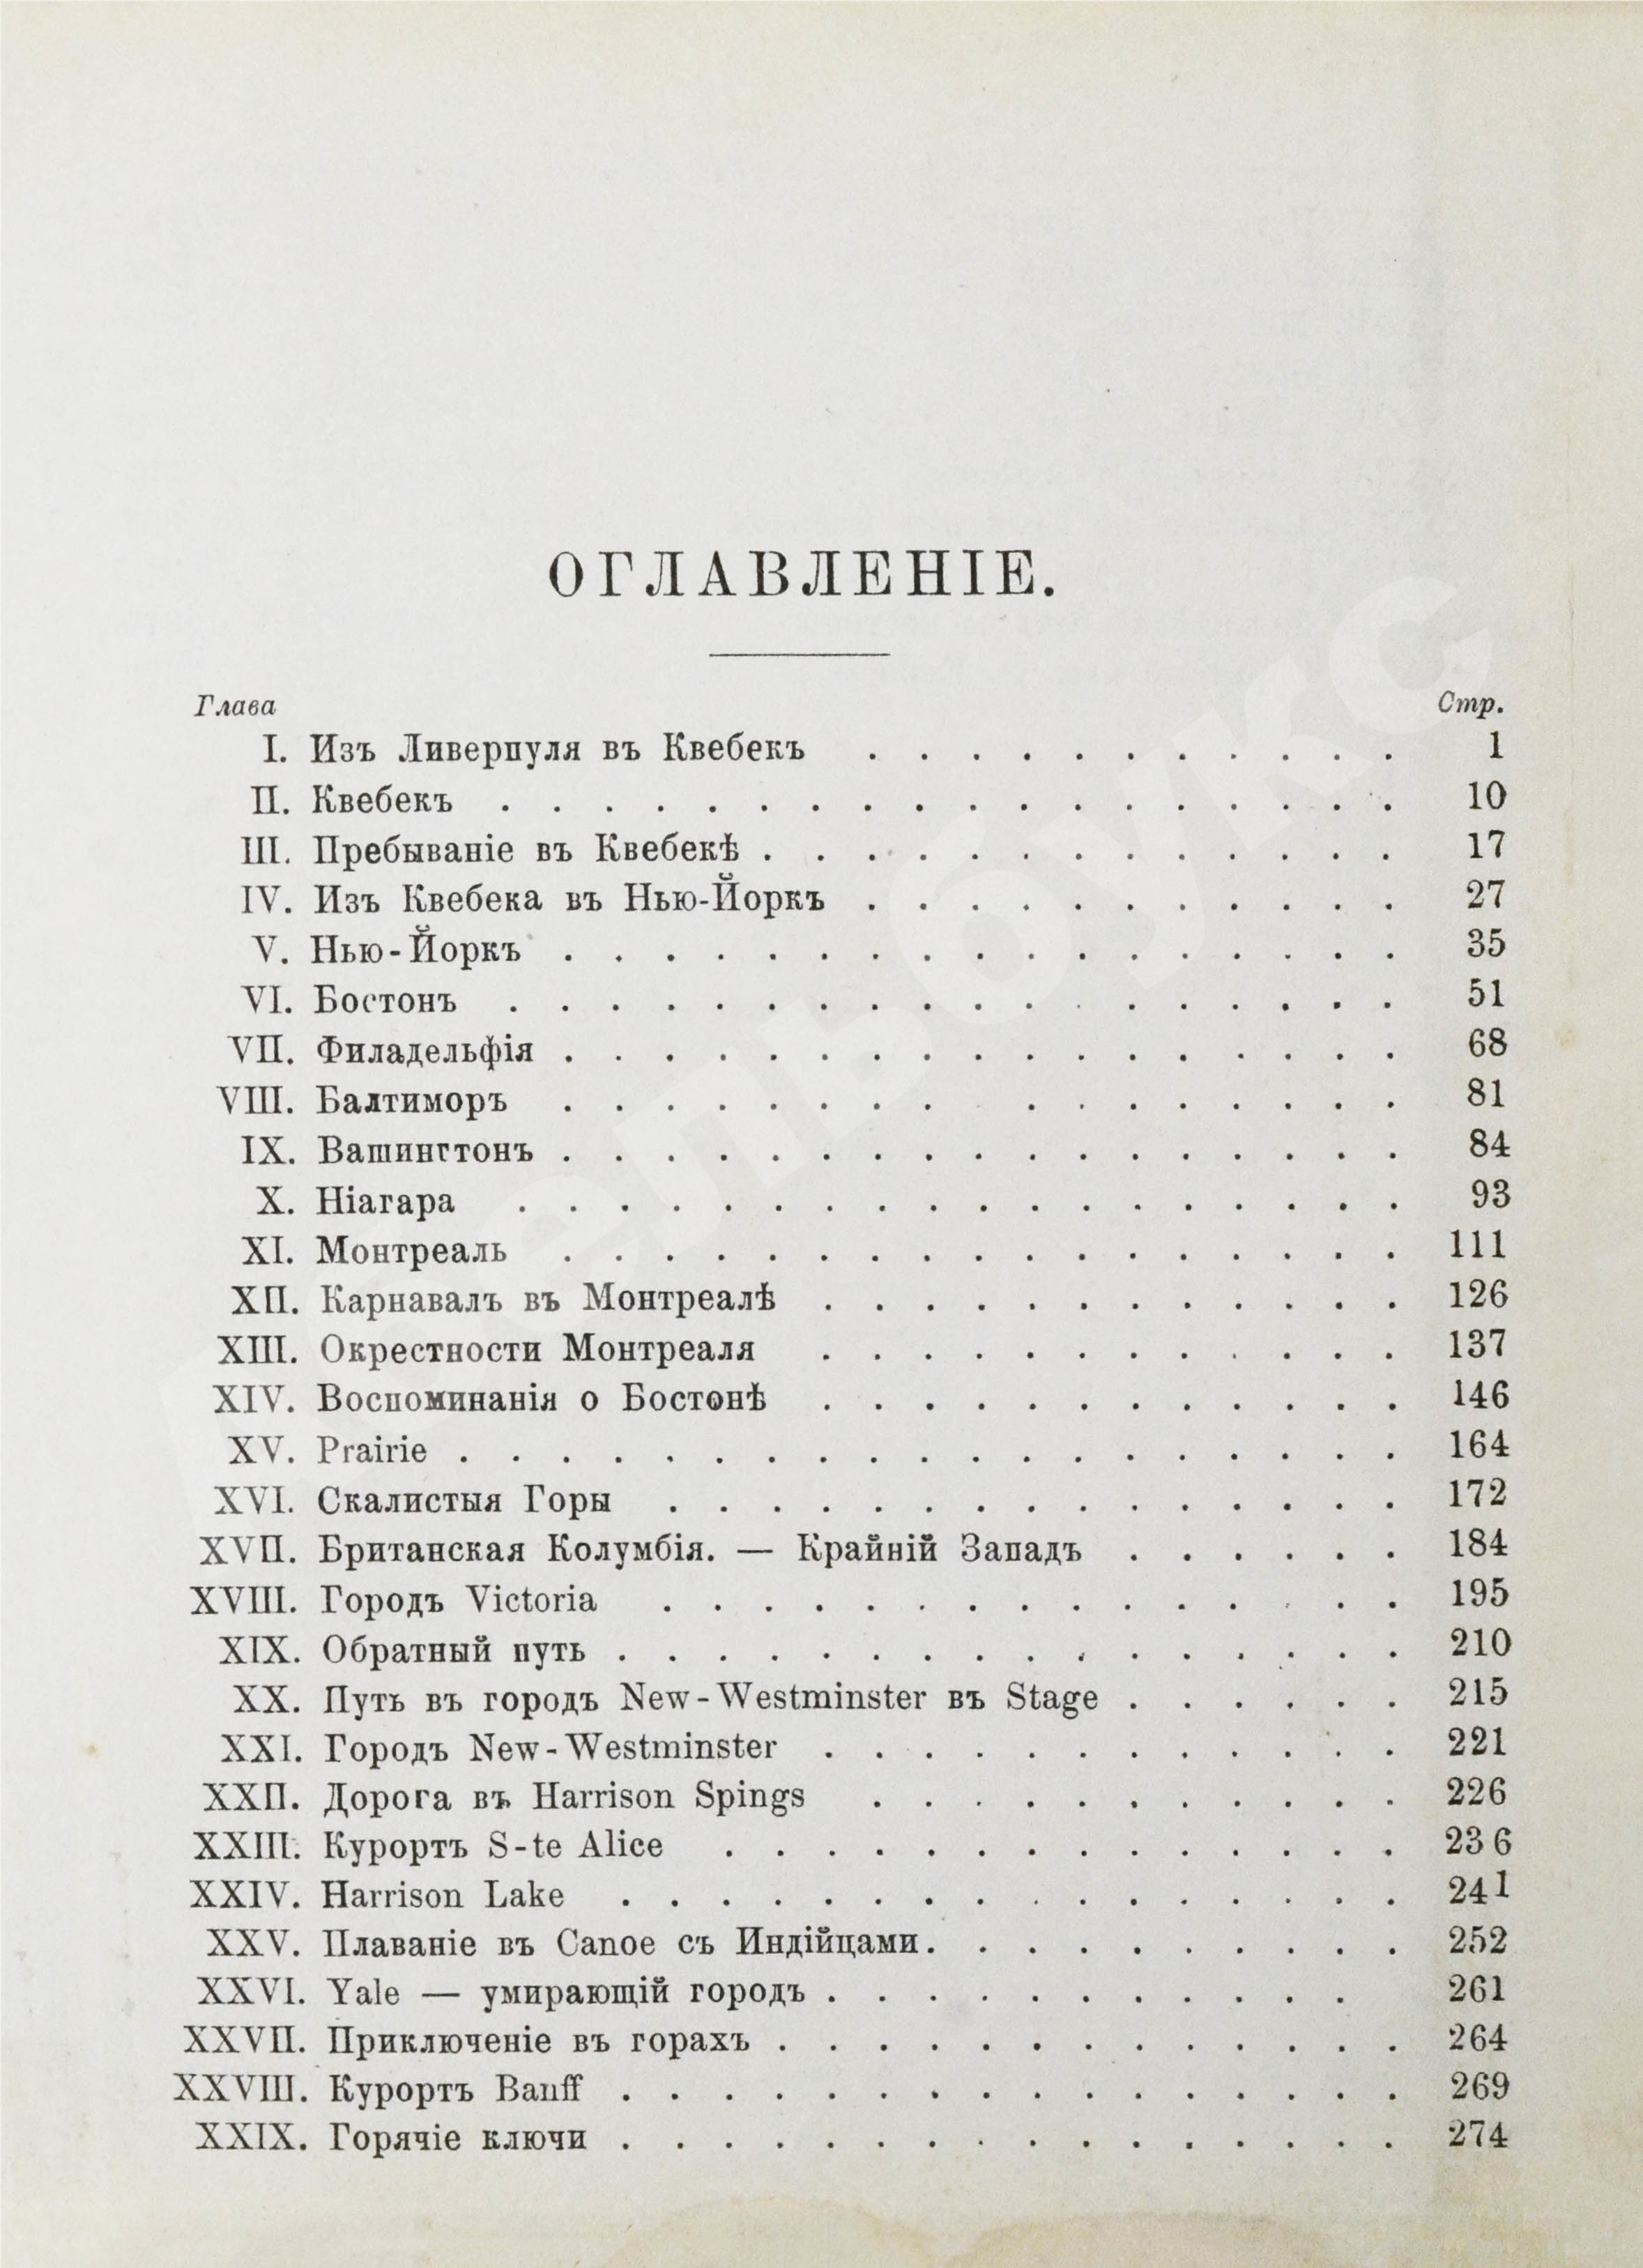 ОГЛАВЛЕНІЕ.
Глава Стр.
I. Изъ Ливерпуля въ Квебекъ . . . . . . . . . . . 1
II. Квебекъ . . . . . . . . . . . . . . . . . . 10
III. Пребываніе въ Квебекѣ . . . . . . . . . . . . . 17
IV. Изъ Квебека въ Нью-Йоркъ . . . . . . . . . . . 27
V. Нью-Йоркъ . . . . . . . . . . . . . . . . . 35
VI. Бостонъ . . . . . . . . . . . . . . . . . . 51
VII. Филадельфія . . . . . . . . . . . . . . . . . 68
VIII. Балтиморъ . . . . . . . . . . . . . . . . . 81
IX. Вашингтонъ . . . . . . . . . . . . . . . . . 84
X. Ніагара . . . . . . . . . . . . . . . . . . 93
XI. Монтреаль . . . . . . . . . . . . . . . . . 111
XII. Карнавалъ въ Монтреалѣ . . . . . . . . . . . . 126
XIII. Окрестности Монтреаля . . . . . . . . . . . . 137
XIV. Воспоминанія о Бостонѣ . . . . . . . . . . . . 146
XV. Prairie . . . . . . . . . . . . . . . . . . . 164
XVI. Скалистыя Горы . . . . . . . . . . . . . . . 172
XVII. Британская Колумбія. — Крайній Западъ . . . . . . 184
XVIII. Городъ Victoria . . . . . . . . . . . . . . . 195
XIX. Обратный путь . . . . . . . . . . . . . . . . 210
XX. Путь въ городъ New-Westminster въ Stage . . . . . . 215
XXI. Городъ New-Westminster . . . . . . . . . . . . 221
XXII. Дорога въ Harrison Spings . . . . . . . . . . . 226
XXIII. Курортъ S-te Alice . . . . . . . . . . . . . . 236
XXIV. Harrison Lake . . . . . . . . . . . . . . . . 241
XXV. Плаваніе въ Canoe съ Индійцами. . . . . . . . . . 252
XXVI. Yale — умирающій городъ . . . . . . . . . . . 261
XXVII. Приключеніе въ горахъ . . . . . . . . . . . . . 264
XXVIII. Курортъ Banff . . . . . . . . . . . . . . . . 269
XXIX. Горячіе ключи . . . . . . . . . . . . . . . . 274